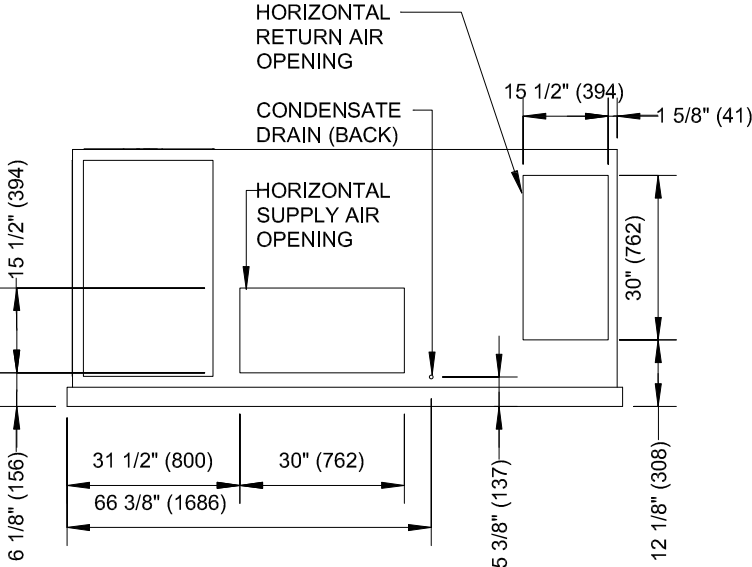 HORIZONTAL
RETURN AIR
OPENING
15 1/2" (394)
1 5/8" (41)
CONDENSATE
DRAIN (BACK)
HORIZONTAL
SUPPLY AIR
OPENING
15 1/2" (394)
30" (762)
31 1/2" (800)
30" (762)
66 3/8" (1686)
6 1/8" (156)
5 3/8" (137)
12 1/8" (308)